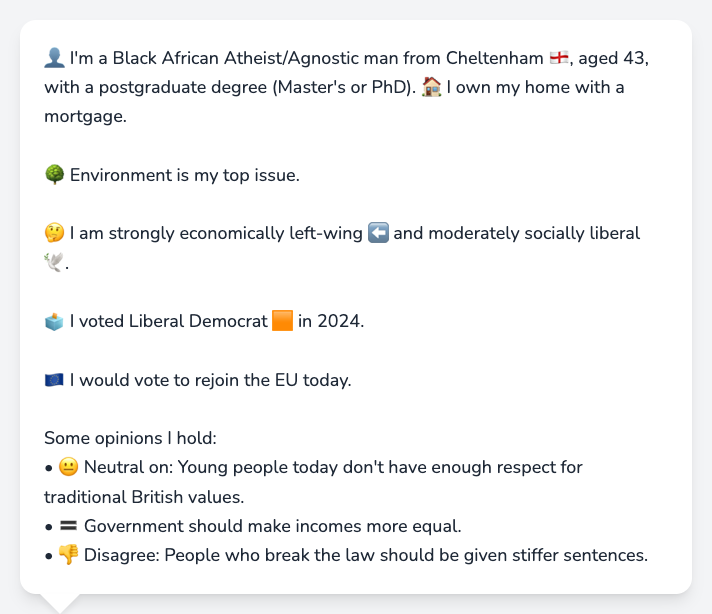 👤 I'm a Black African Atheist/Agnostic man from Cheltenham 🏴󠁧󠁢󠁥󠁮󠁧󠁿, aged 43,
with a postgraduate degree (Master's or PhD). 🏠 I own my home with a
mortgage.
🌳 Environment is my top issue.
🤔 I am strongly economically left-wing ⬅️ and moderately socially liberal
🕊️.
🗳️ I voted Liberal Democrat 🟧 in 2024.
🇪🇺 I would vote to rejoin the EU today.
Some opinions I hold:
• 😐 Neutral on: Young people today don't have enough respect for
traditional British values.
• 🟰 Government should make incomes more equal.
• 👎 Disagree: People who break the law should be given stiffer sentences.